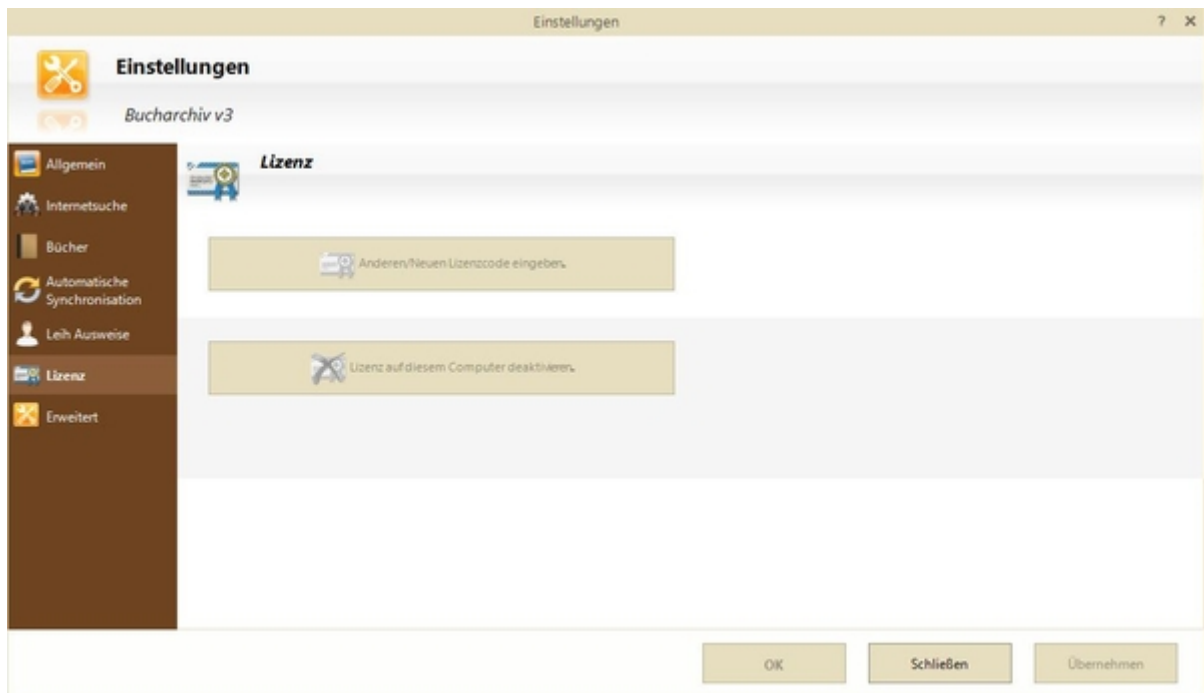 Einstellungen
? X
Einstellungen
Bucharchiv v3
Allgemein
Internetsuche
Bücher
Automatische
Synchronisation
Leih Ausweise
Lizenz
Erweitert
Lizenz
Anderen/Neuen Lizenzcode eingeben.
Lizenz auf diesem Computer deaktivieren.
OK
Schließen
Übernehmen